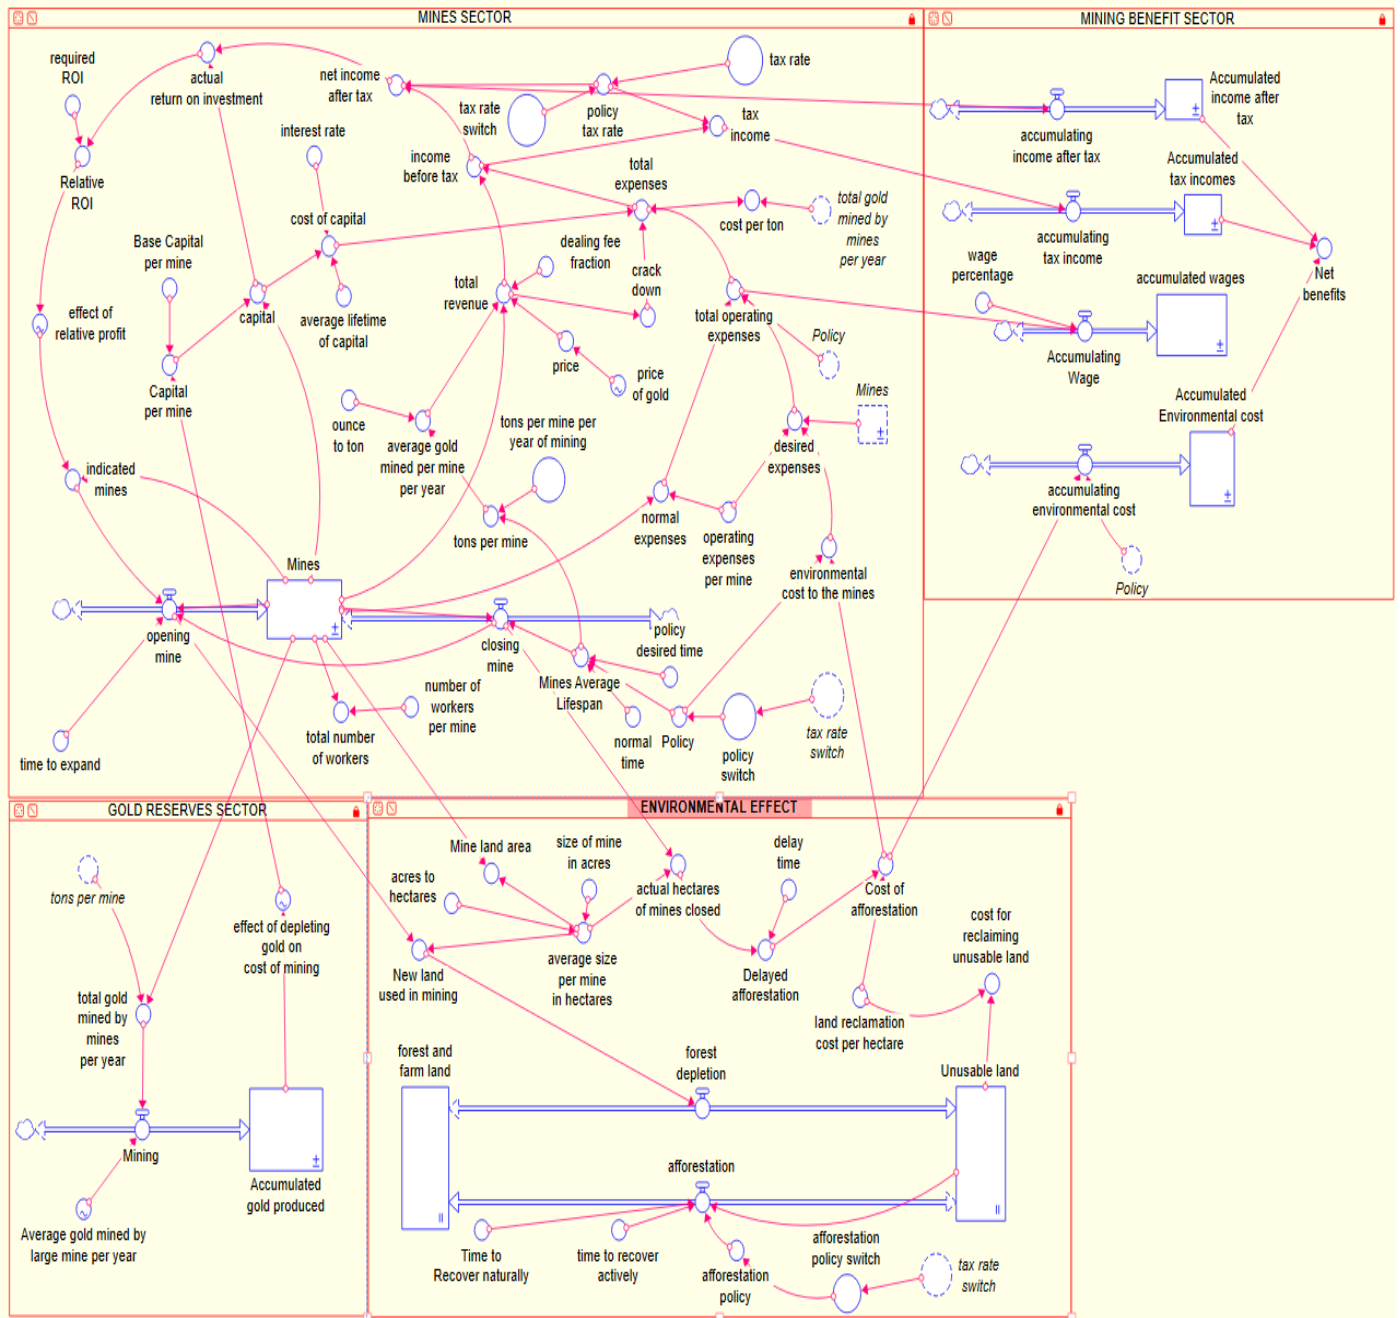 MINES SECTOR
required
ROI
actual
return on investment
net income
after tax
tax rate
switch
policy
tax rate
tax rate
tax
income
interest rate
income
before tax
Relative
ROI
total
expenses
cost per ton
total gold
mined by
mines
per year
cost of capital
Base Capital
per mine
dealing fee
fraction
crack
down
total
revenue
capital
average lifetime
of capital
effect of
relative profit
total operating
expenses
Policy
price
price
of gold
Capital
per mine
Mines
ounce
to ton
average gold
mined per mine
per year
tons per mine per
year of mining
desired
expenses
indicated
mines
tons per mine
normal
expenses
operating
expenses
per mine
environmental
cost to the mines
Mines
opening
mine
closing
mine
policy
desired time
Mines Average
Lifespan
number of
workers
per mine
total number
of workers
normal
time
Policy
policy
switch
tax rate
switch
time to expand
MINING BENEFIT SECTOR
Accumulated
income after
tax
accumulating
income after tax
Accumulated
tax incomes
accumulating
tax income
wage
percentage
accumulated wages
Net
benefits
Accumulating
Wage
Accumulated
Environmental cost
accumulating
environmental cost
Policy
GOLD RESERVES SECTOR
tons per mine
effect of depleting
gold on
cost of mining
total gold
mined by
mines
per year
Mining
Accumulated
gold produced
Average gold mined by
large mine per year
ENVIRONMENTAL EFFECT
Mine land area
size of mine
in acres
delay
time
acres to
hectares
actual hectares
of mines closed
Cost of
afforestation
cost for
reclaiming
unusable land
New land
used in mining
average size
per mine
in hectares
Delayed
afforestation
land reclamation
cost per hectare
forest and
farm land
forest
depletion
Unusable land
afforestation
Time to
Recover naturally
time to recover
actively
afforestation
policy
afforestation
policy switch
tax rate
switch